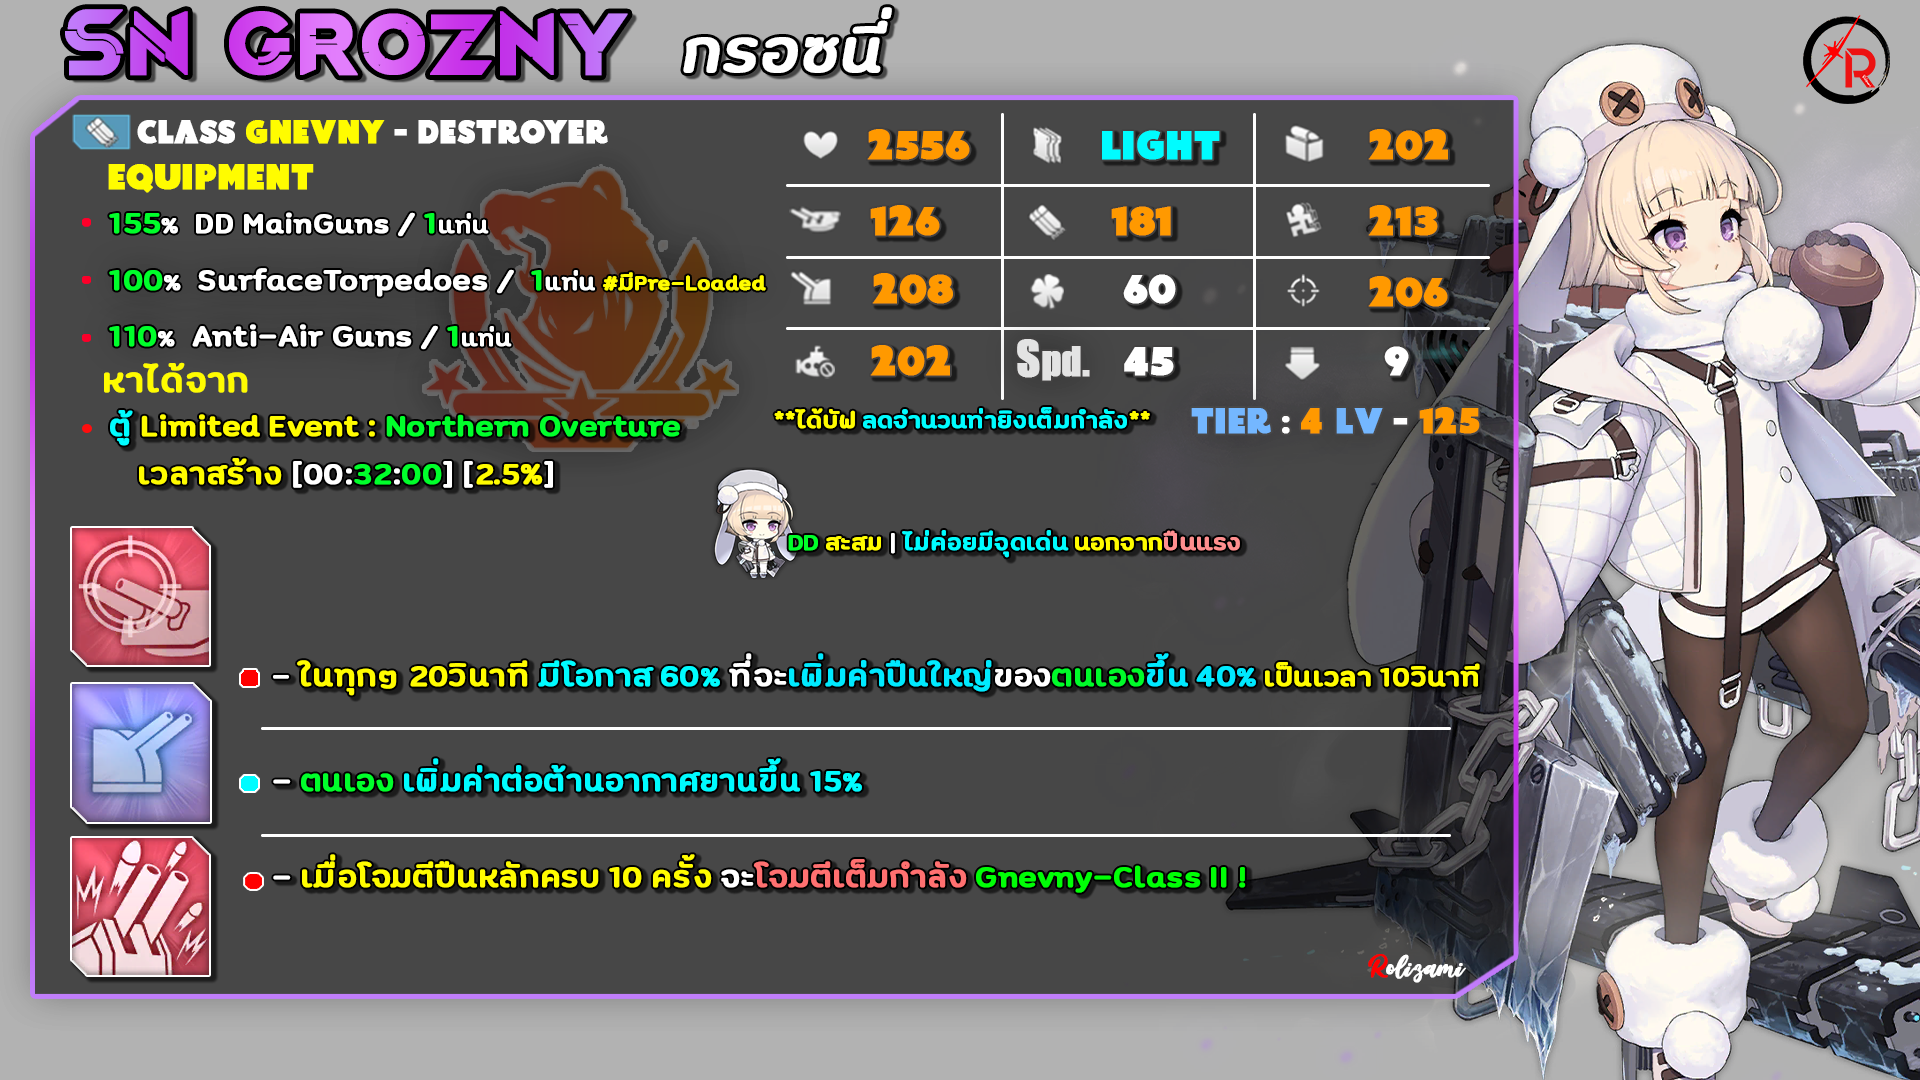 SN GROZNY กรอซนี่
R
CLASS GNEVNY - DESTROYER
EQUIPMENT
155% DD MainGuns / 1แท่น
100% SurfaceTorpedoes / 1แท่น #มีPre-Loaded
110% Anti-Air Guns / 1แท่น
หาได้จาก
ตู้ Limited Event : Northern Overture
เวลาสร้าง [00:32:00] [2.5%]
2556 LIGHT 202
126 181 213
208 60 206
202 Spd. 45 9
**ได้บัฟ ลดจำนวนท่ายิงเต็มกำลัง** TIER : 4 LV - 125
DD สะสม | ไม่ค่อยมีจุดเด่น นอกจากปืนแรง
- ในทุกๆ 20วินาที มีโอกาส 60% ที่จะเพิ่มค่าปืนใหญ่ของตนเองขึ้น 40% เป็นเวลา 10วินาที
- ตนเอง เพิ่มค่าต่อต้านอากาศยานขึ้น 15%
- เมื่อโจมตีปืนหลักครบ 10 ครั้ง จะโจมตีเต็มกำลัง Gnevny-Class II !
Rolizami